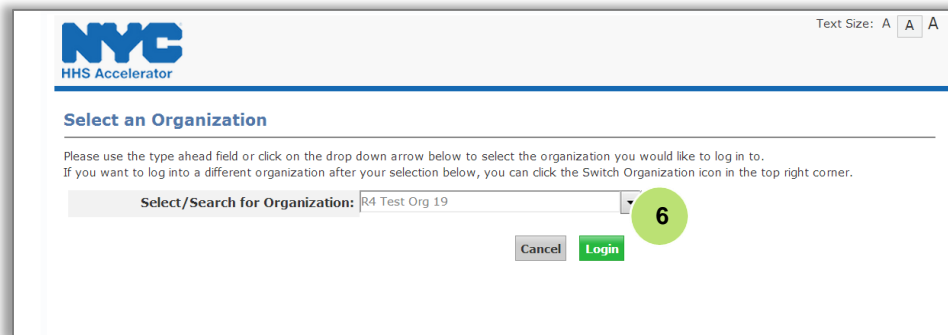 Text Size: A A A
NYC
HHS Accelerator
Select an Organization
Please use the type ahead field or click on the drop down arrow below to select the organization you would like to log in to.
If you want to log into a different organization after your selection below, you can click the Switch Organization icon in the top right corner.
Select/Search for Organization: R4 Test Org 19
6
Cancel Login